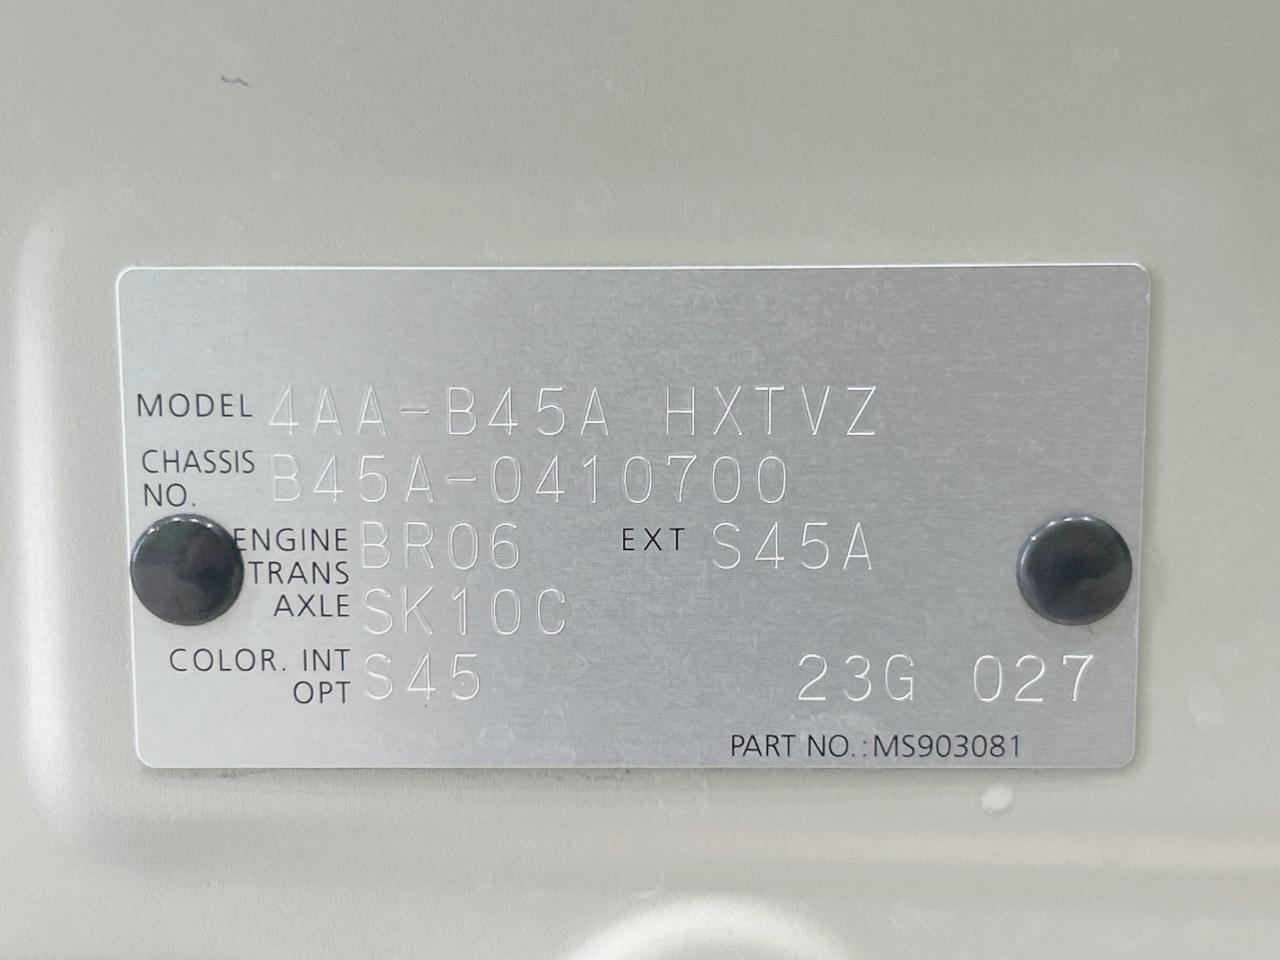 MODEL 4AA-B45A HXTVZ
CHASSIS NO. B45A-0410700
ENGINE BR06 EXT S45A
TRANS AXLE SK10C
COLOR. INT OPT S45 23G 027
PART NO.:MS903081